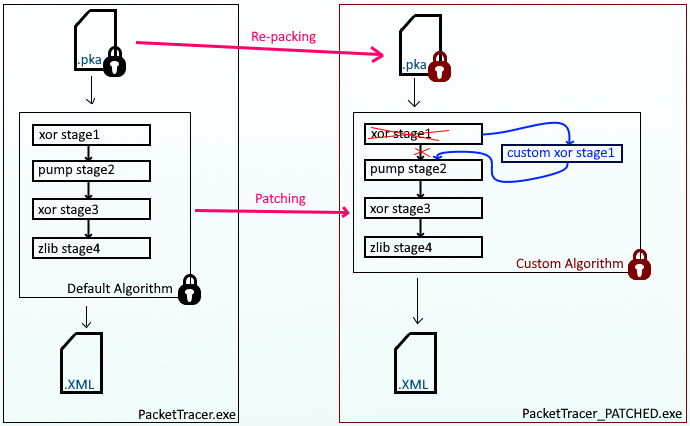 Re-packing
.pka
.pka
xor stage1
pump stage2
xor stage3
zlib stage4
Default Algorithm
.XML
PacketTracer.exe
Patching
xor stage1
custom xor stage1
pump stage2
xor stage3
zlib stage4
Custom Algorithm
.XML
PacketTracer_PATCHED.exe